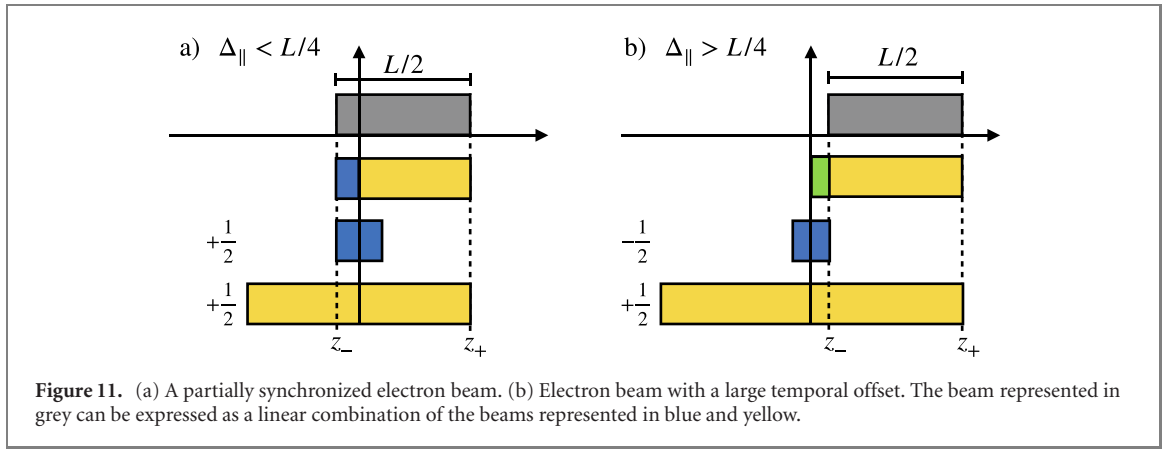 a) Δ∥ < L/4
b) Δ∥ > L/4
L/2
L/2
+1/2
−1/2
+1/2
+1/2
z₋
z₊
z₋
z₊
Figure 11. (a) A partially synchronized electron beam. (b) Electron beam with a large temporal offset. The beam represented in
grey can be expressed as a linear combination of the beams represented in blue and yellow.